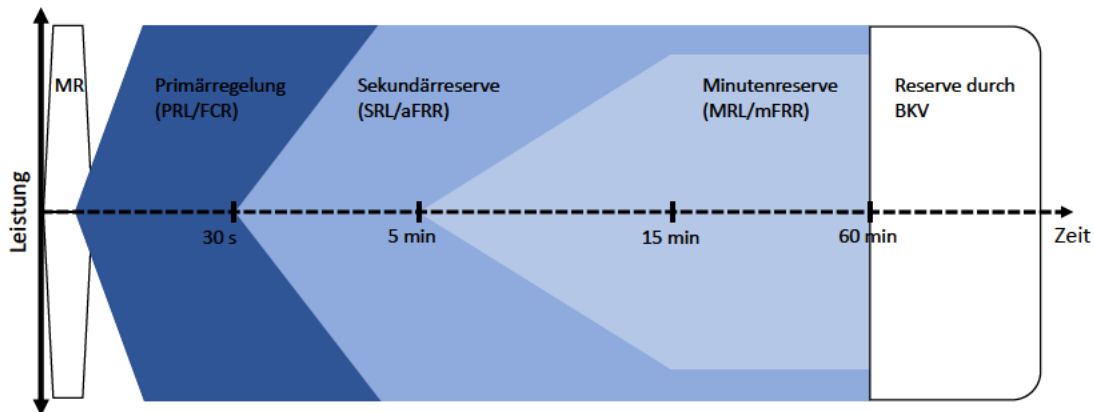 MR
Primärregelung
(PRL/FCR)
Sekundärreserve
(SRL/aFRR)
Minutenreserve
(MRL/mFRR)
Reserve durch
BKV
Leistung
30 s
5 min
15 min
60 min
Zeit